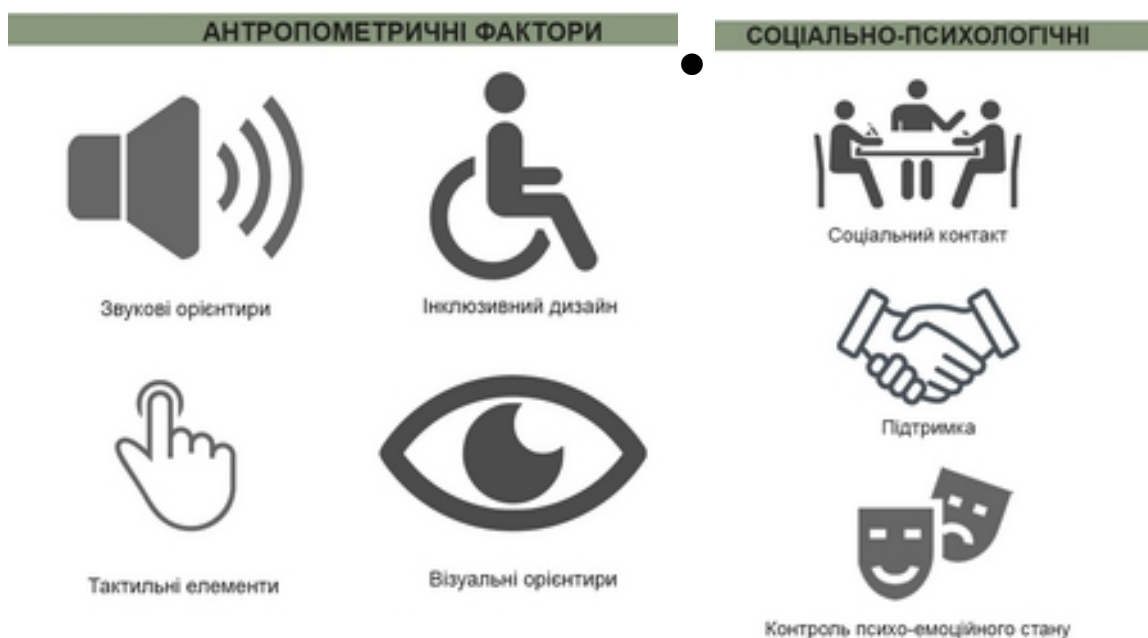 АНТРОПОМЕТРИЧНІ ФАКТОРИ
Звукові орієнтири
Інклюзивний дизайн
Тактильні елементи
Візуальні орієнтири
СОЦІАЛЬНО-ПСИХОЛОГІЧНІ
Соціальний контакт
Підтримка
Контроль психо-емоційного стану